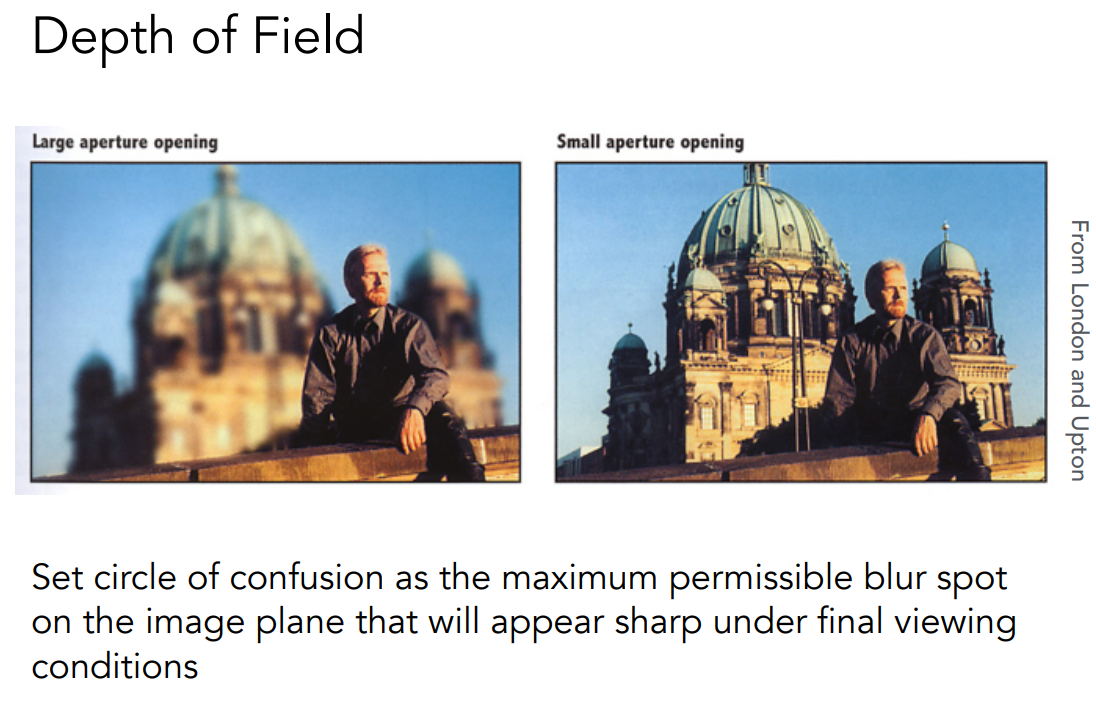 Depth of Field
Large aperture opening
Small aperture opening
From London and Upton
Set circle of confusion as the maximum permissible blur spot
on the image plane that will appear sharp under final viewing
conditions